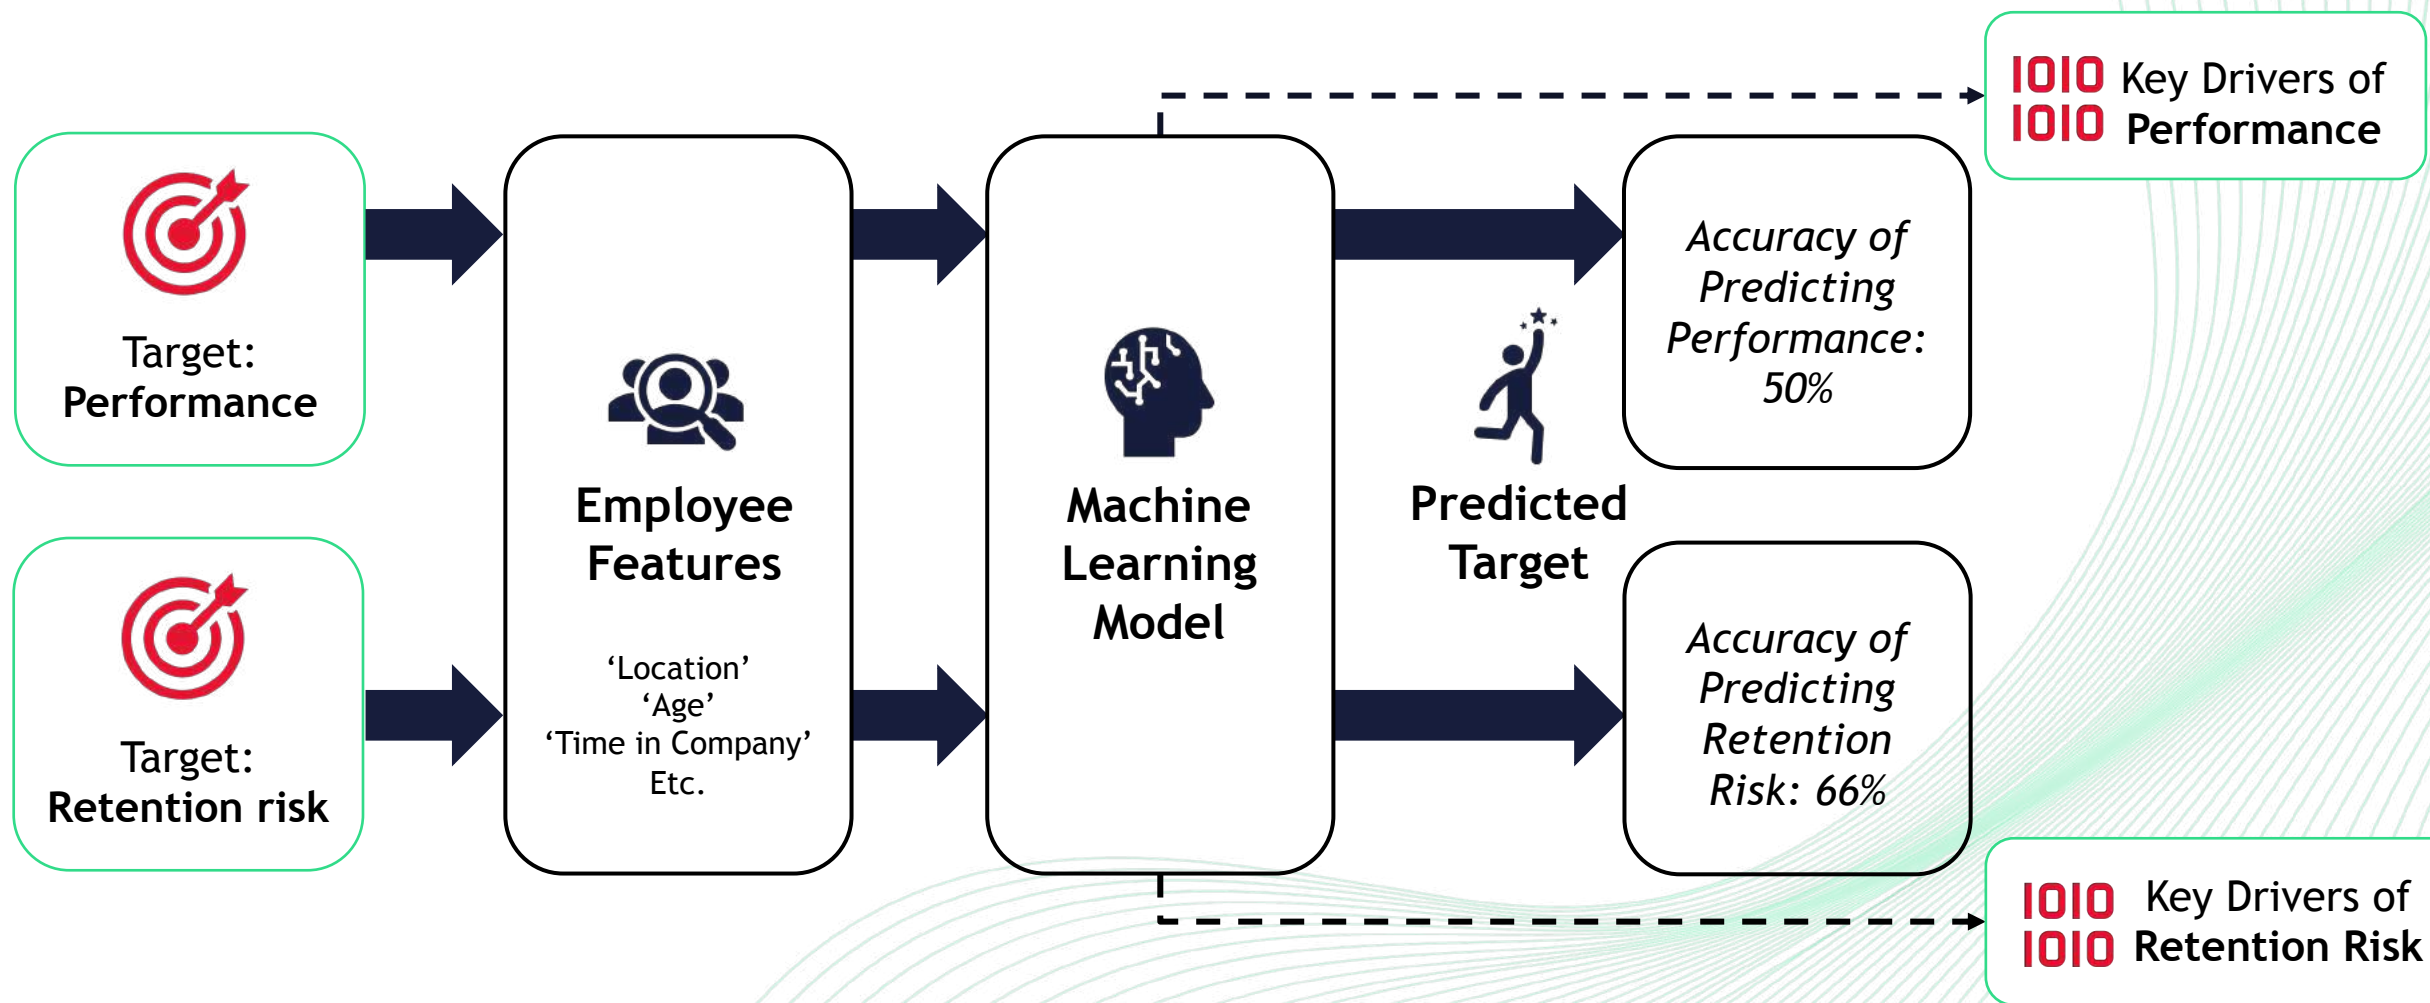 Target:
Performance
Target:
Retention risk
Employee
Features
‘Location’
‘Age’
‘Time in Company’
Etc.
Machine
Learning
Model
Predicted
Target
Accuracy of
Predicting
Performance:
50%
Accuracy of
Predicting
Retention
Risk: 66%
1010
1010
Key Drivers of
Performance
1010
1010
Key Drivers of
Retention Risk